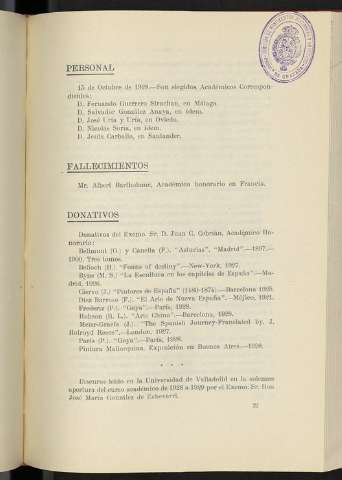 PERSONAL
15 de Octubre de 1929.—Son elegidos Académicos Correspon-
dientes:
D. Fernando Guerrero Strachan, en Málaga.
D. Salvador González Anaya, en ídem.
D. José Uría y Uría, en Oviedo.
D. Nicolás Soria, en ídem.
D. Jesús Carballo, en Santander.
FALLECIMIENTOS
Mr. Albert Bartholome, Académico honorario en Francia.
DONATIVOS
Donativos del Excmo. Sr. D. Juan C. Cebrián, Académico Ho-
norario:
Bellmunt (O.) y Canella (F.). "Asturias". "Madrid".—1897.—
1900. Tres tomos.
Belloch (H.). "Forms of destiny".—New-York, 1927.
Byne (M. S.) "La Escultura en los capiteles de España"—Ma-
drid, 1926.
Ciervo (J.) "Pintores de España" (1480-1874).—Barcelona
Díez Barroso (F.). "El Arte de Nueva España".—Méjico, 1921.
Frederix (P.) "Goya".—París, 1928.
Hobson (R. L.). "Arte Chino".—Barcelona, 1928.
Meier-Graefe (J.). "The Spanish Journey-Translated by J.
Holroyd Reece".—London, 1927.
París (P.). "Goya".—París, 1928.
Pintura Mallorquina. Exposición en Buenos Aires.—1928.
* * *
Discurso leído en la Universidad de Valladolid en la solemne
apertura del curso académico de 1928 a 1929 por el Excmo. Sr. Don
José María González de Echevarri.